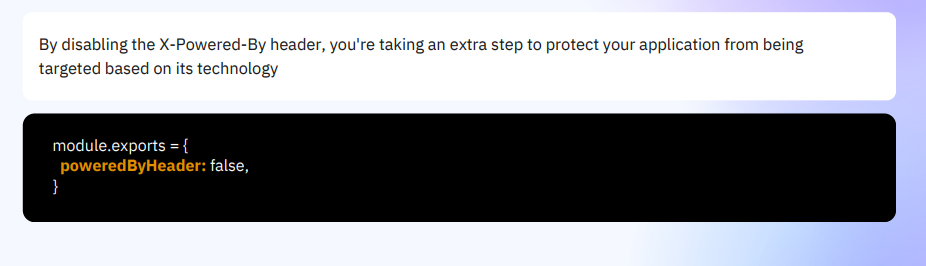 By disabling the X-Powered-By header, you're taking an extra step to protect your application from being
targeted based on its technology
module.exports = {
  poweredByHeader: false,
}